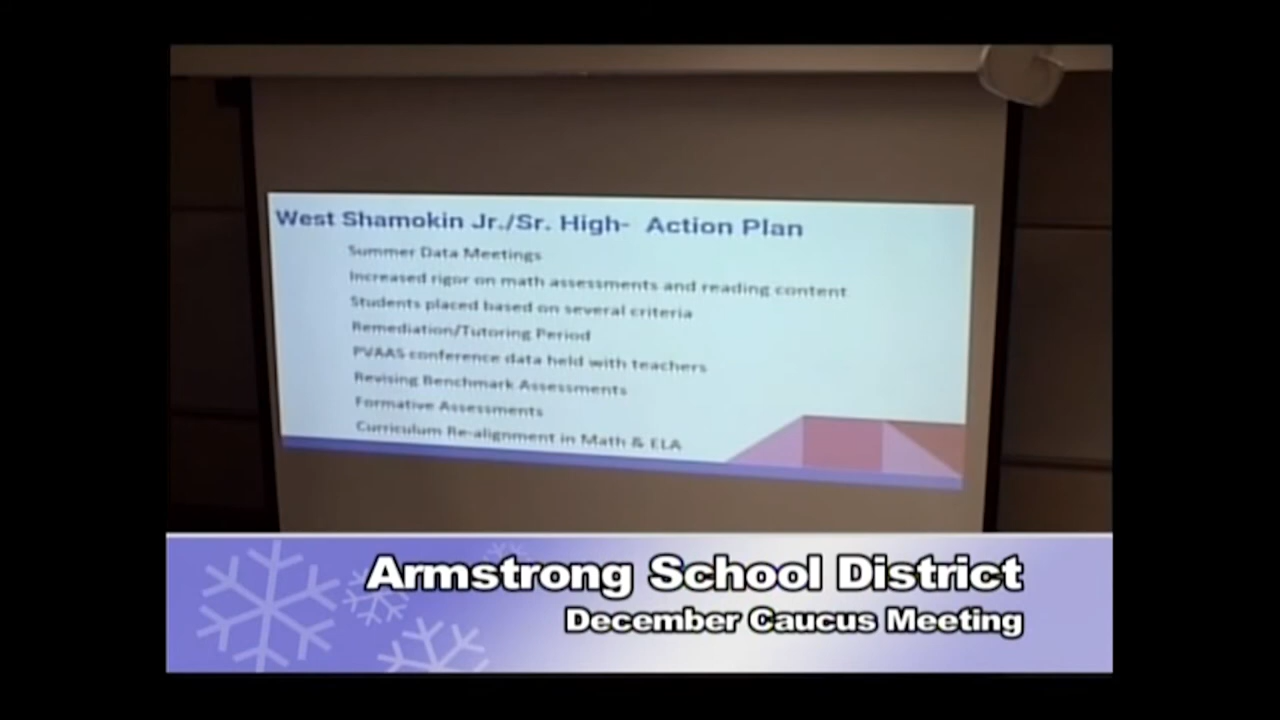 West Shamokin Jr./Sr. High- Action Plan
Summer Data Meetings
Increased rigor on math assessments and reading content
Students placed based on several criteria
Remediation/Tutoring Period
PVAAS conference data held with teachers
Revising Benchmark Assessments
Formative Assessments
Curriculum Re-alignment in Math & ELA
Armstrong School District
December Caucus Meeting